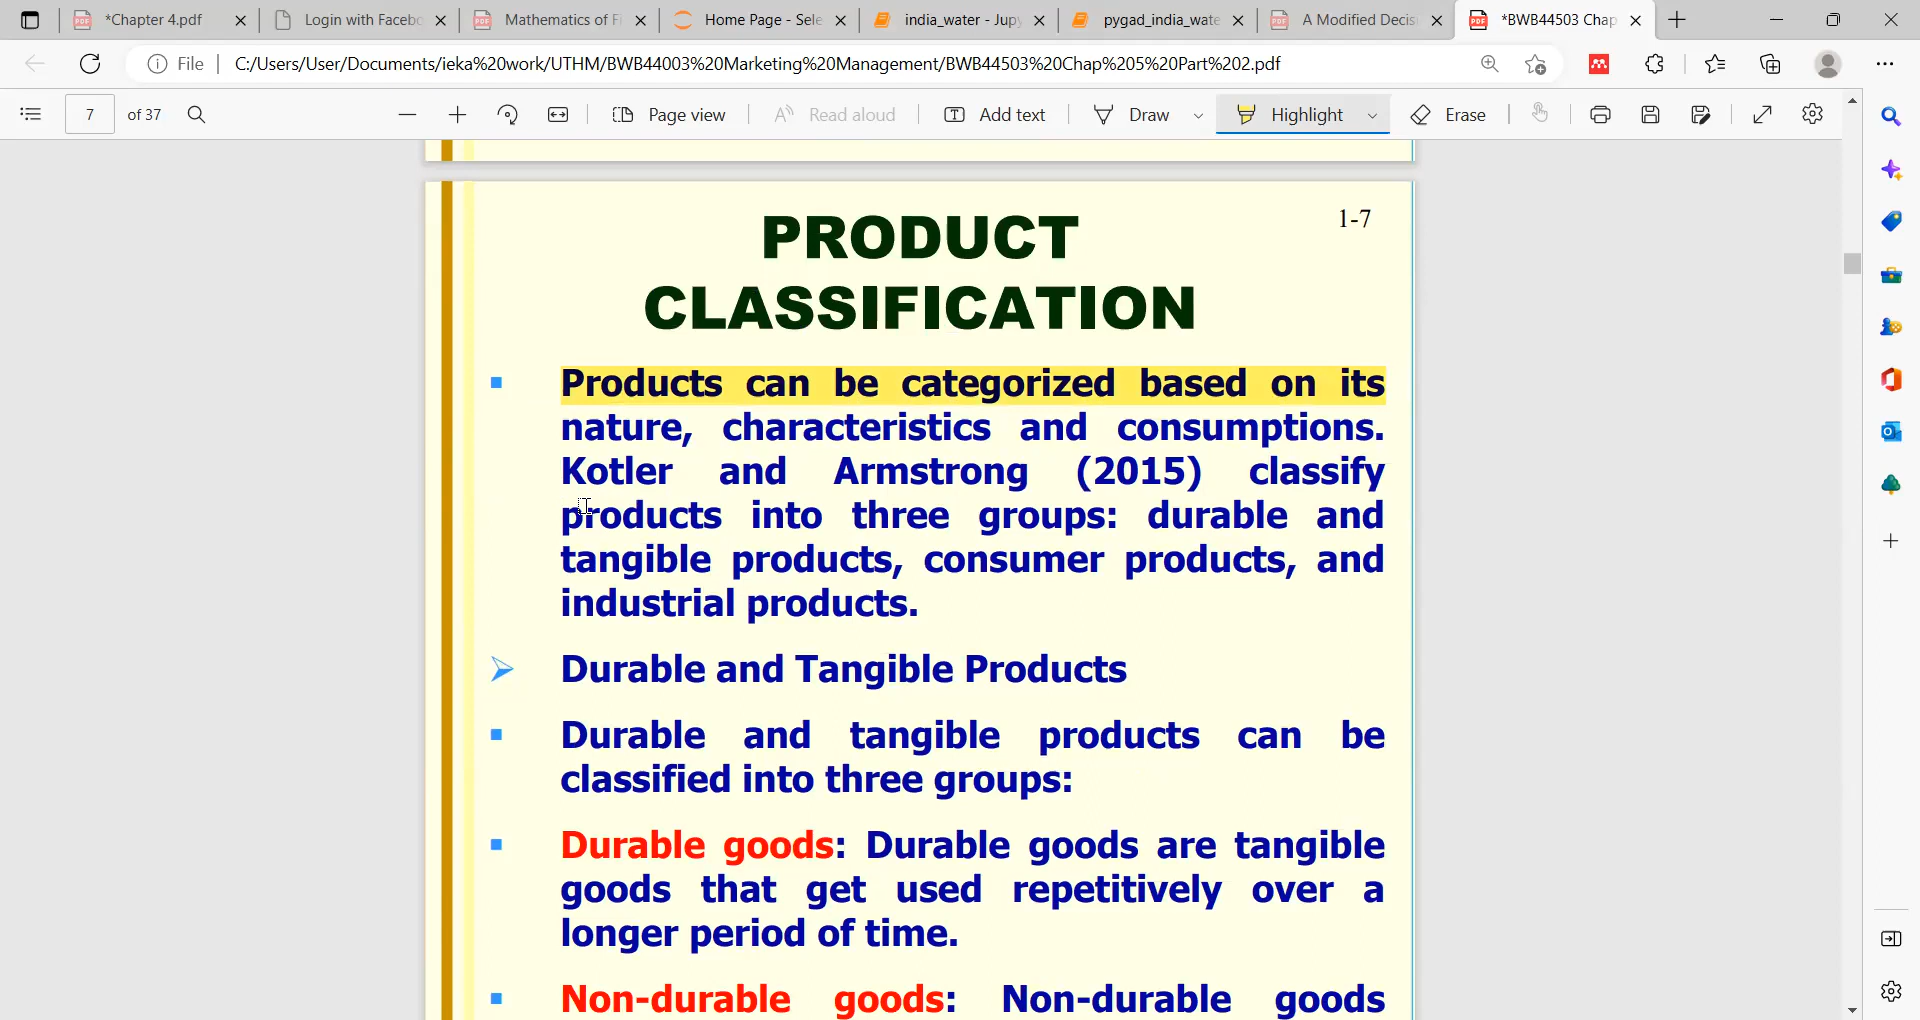 *Chapter 4.pdf
Login with Facebo
Mathematics of Fi
Home Page - Sele
india_water - Jupy
pygad_india_wate
A Modified Decisi
*BWB44503 Chap
File
C:/Users/User/Documents/ieka%20work/UTHM/BWB44003%20Marketing%20Management/BWB44503%20Chap%205%20Part%202.pdf
7 of 37
Page view
Read aloud
Add text
Draw
Highlight
Erase
1-7
PRODUCT
CLASSIFICATION
Products can be categorized based on its
nature, characteristics and consumptions.
Kotler and Armstrong (2015) classify
products into three groups: durable and
tangible products, consumer products, and
industrial products.
Durable and Tangible Products
Durable and tangible products can be
classified into three groups:
Durable goods: Durable goods are tangible
goods that get used repetitively over a
longer period of time.
Non-durable goods: Non-durable goods